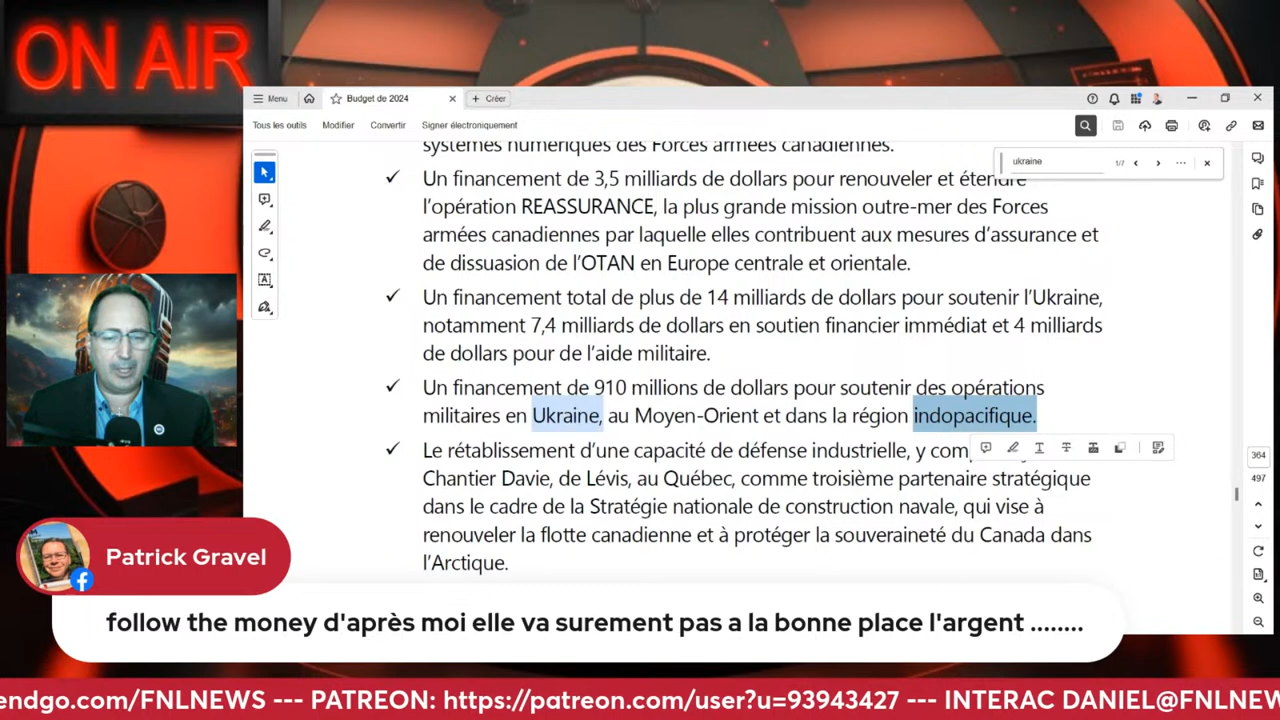 ON AIR
Menu
Budget de 2024
Créer
Tous les outils
Modifier
Convertir
Signer électroniquement
ukraine
1/7
systèmes numériques des Forces armées canadiennes.
Un financement de 3,5 milliards de dollars pour renouveler et étendre
l’opération REASSURANCE, la plus grande mission outre-mer des Forces
armées canadiennes par laquelle elles contribuent aux mesures d’assurance et
de dissuasion de l’OTAN en Europe centrale et orientale.
Un financement total de plus de 14 milliards de dollars pour soutenir l’Ukraine,
notamment 7,4 milliards de dollars en soutien financier immédiat et 4 milliards
de dollars pour de l’aide militaire.
Un financement de 910 millions de dollars pour soutenir des opérations
militaires en Ukraine, au Moyen-Orient et dans la région indopacifique.
Le rétablissement d’une capacité de défense industrielle, y
Chantier Davie, de Lévis, au Québec, comme troisième partenaire stratégique
dans le cadre de la Stratégie nationale de construction navale, qui vise à
renouveler la flotte canadienne et à protéger la souveraineté du Canada dans
l’Arctique.
364
497
Patrick Gravel
follow the money d'après moi elle va surement pas a la bonne place l'argent ........
endgo.com/FNLNEWS --- PATREON: https://patreon.com/user?u=93943427 --- INTERAC DANIEL@FNLNEW